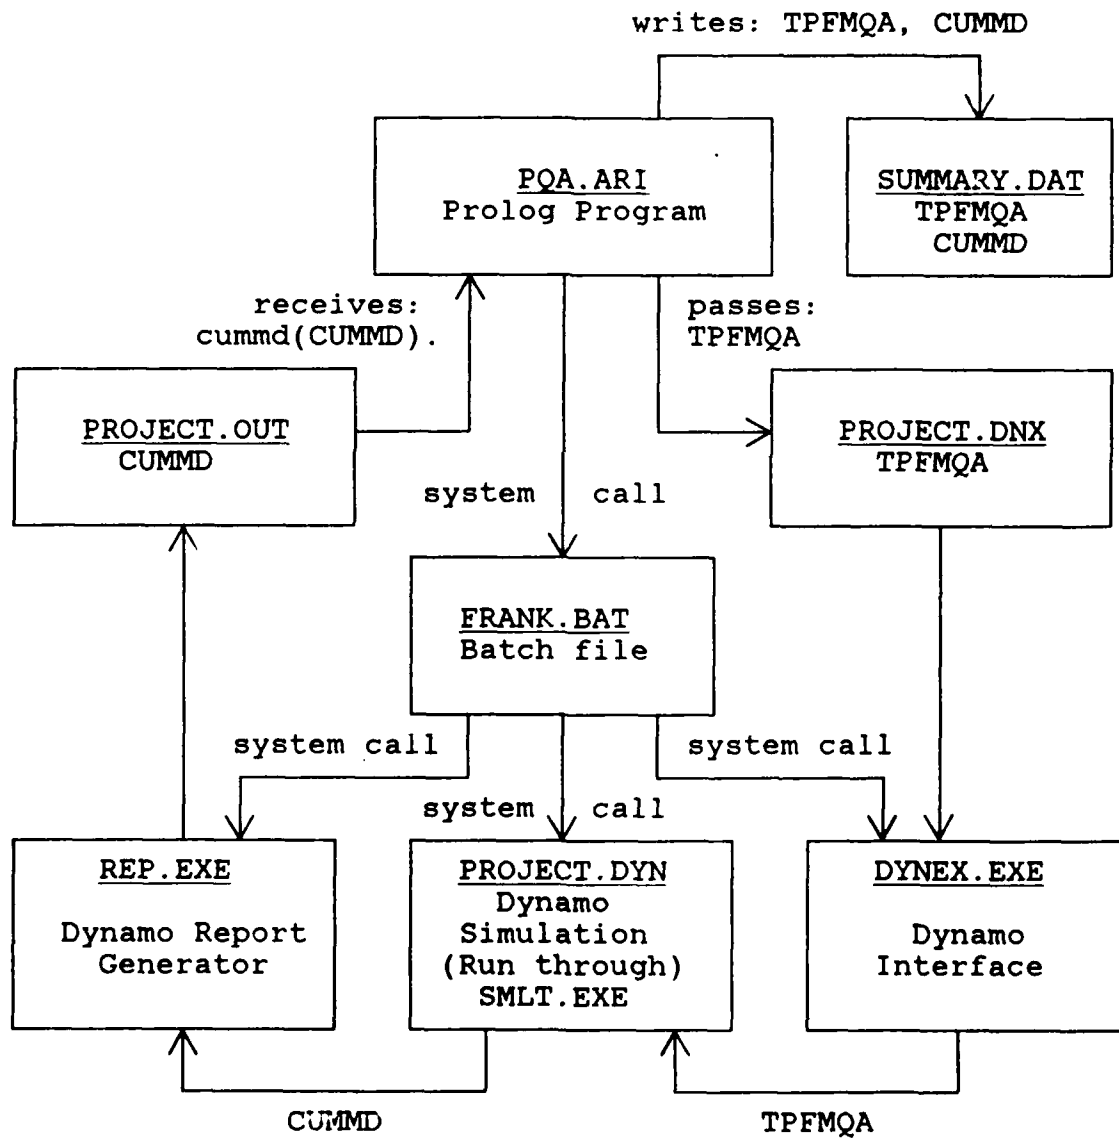 writes: TPFMQA, CUMMD
PQA.ARI
Prolog Program
SUMMARY.DAT
TPFMQA
CUMMD
receives:
cummd(CUMMD).
passes:
TPFMQA
PROJECT.OUT
CUMMD
PROJECT.DNX
TPFMQA
system call
FRANK.BAT
Batch file
system call
system call
system call
REP.EXE
Dynamo Report
Generator
PROJECT.DYN
Dynamo
Simulation
(Run through)
SMLT.EXE
DYNEX.EXE
Dynamo
Interface
CUMMD
TPFMQA